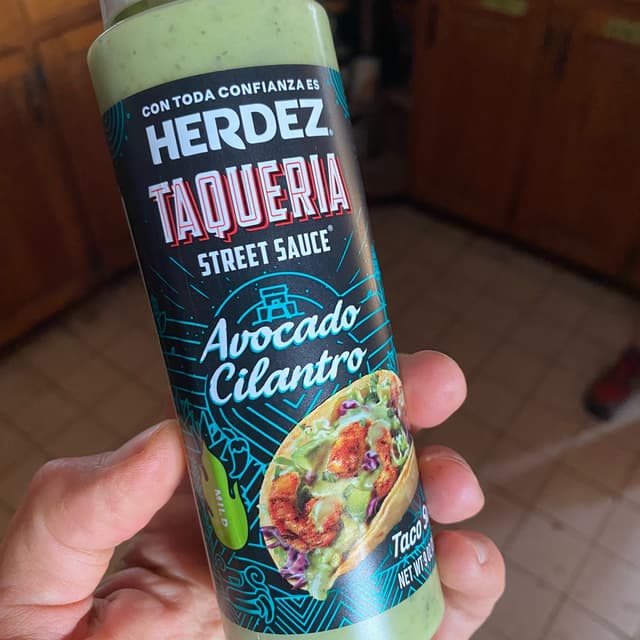 CON TODA CONFIANZA ES
HERDEZ®
TAQUERIA
STREET SAUCE®
Avocado
Cilantro
MILD
Taco
NET WT